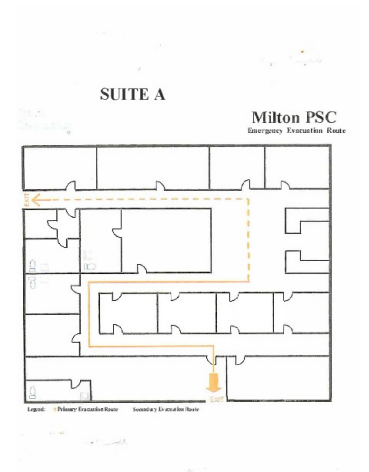 SUITE A
Milton PSC
Emergency Evacuation Route
EXIT
EXIT
Legend: Primary Evacuation Route Secondary Evacuation Route